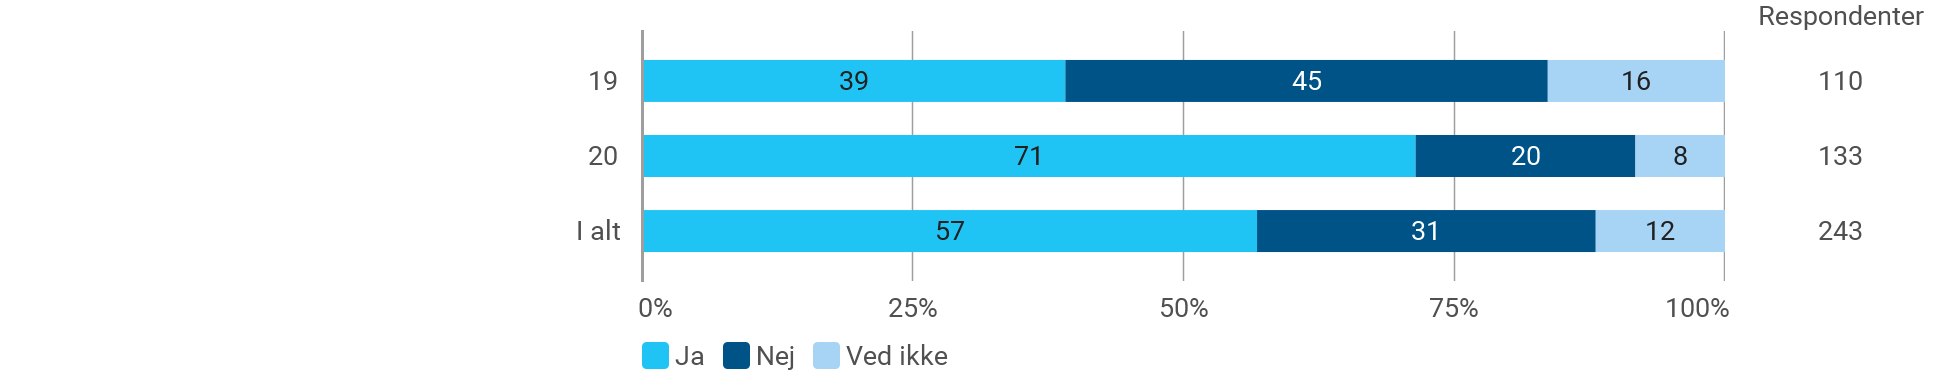 Respondenter
19 39 45 16 110
20 71 20 8 133
I alt 57 31 12 243
0% 25% 50% 75% 100%
Ja Nej Ved ikke